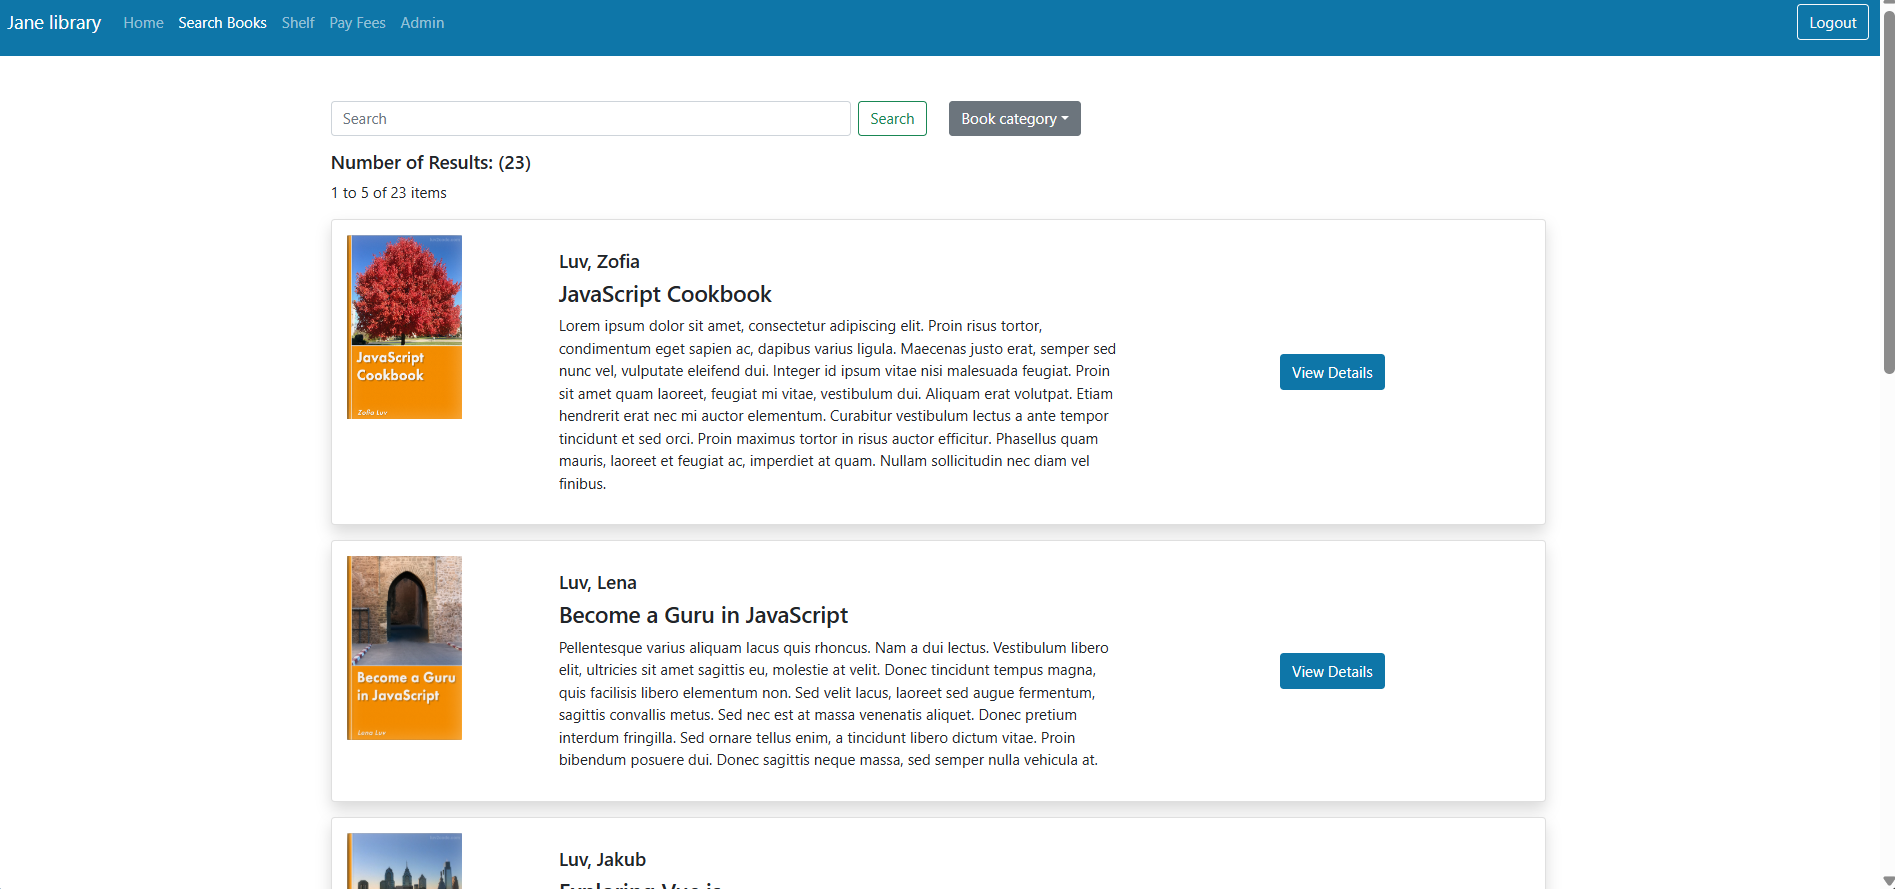 Jane library Home Search Books Shelf Pay Fees Admin Logout
Search Search Book category
Number of Results: (23)
1 to 5 of 23 items
JavaScript
Cookbook
Zofia Luv
Luv, Zofia
JavaScript Cookbook
Lorem ipsum dolor sit amet, consectetur adipiscing elit. Proin risus tortor,
condimentum eget sapien ac, dapibus varius ligula. Maecenas justo erat, semper sed
nunc vel, vulputate eleifend dui. Integer id ipsum vitae nisi malesuada feugiat. Proin
sit amet quam laoreet, feugiat mi vitae, vestibulum dui. Aliquam erat volutpat. Etiam
hendrerit erat nec mi auctor elementum. Curabitur vestibulum lectus a ante tempor
tincidunt et sed orci. Proin maximus tortor in risus auctor efficitur. Phasellus quam
mauris, laoreet et feugiat ac, imperdiet at quam. Nullam sollicitudin nec diam vel
finibus.
View Details
Become a Guru
in JavaScript
Lena Luv
Luv, Lena
Become a Guru in JavaScript
Pellentesque varius aliquam lacus quis rhoncus. Nam a dui lectus. Vestibulum libero
elit, ultricies sit amet sagittis eu, molestie at velit. Donec tincidunt tempus magna,
quis facilisis libero elementum non. Sed velit lacus, laoreet sed augue fermentum,
sagittis convallis metus. Sed nec est at massa venenatis aliquet. Donec pretium
interdum fringilla. Sed ornare tellus enim, a tincidunt libero dictum vitae. Proin
bibendum posuere dui. Donec sagittis neque massa, sed semper nulla vehicula at.
View Details
Luv, Jakub
Exploring Vue.js